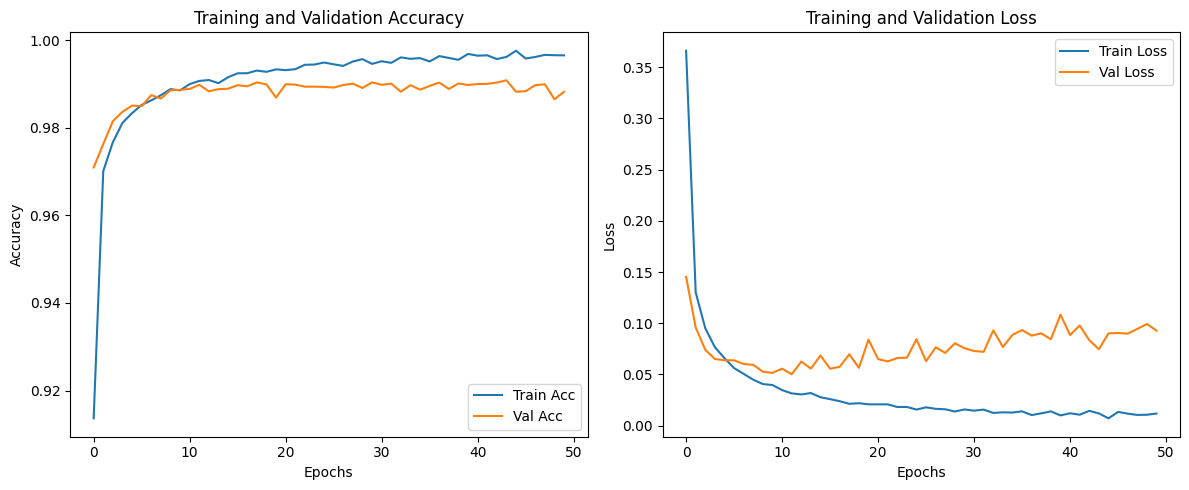 Training and Validation Accuracy
1.00
0.98
0.96
0.94
0.92
Accuracy
0 10 20 30 40 50
Epochs
Train Acc
Val Acc
Training and Validation Loss
0.35
0.30
0.25
0.20
0.15
0.10
0.05
0.00
Loss
0 10 20 30 40 50
Epochs
Train Loss
Val Loss